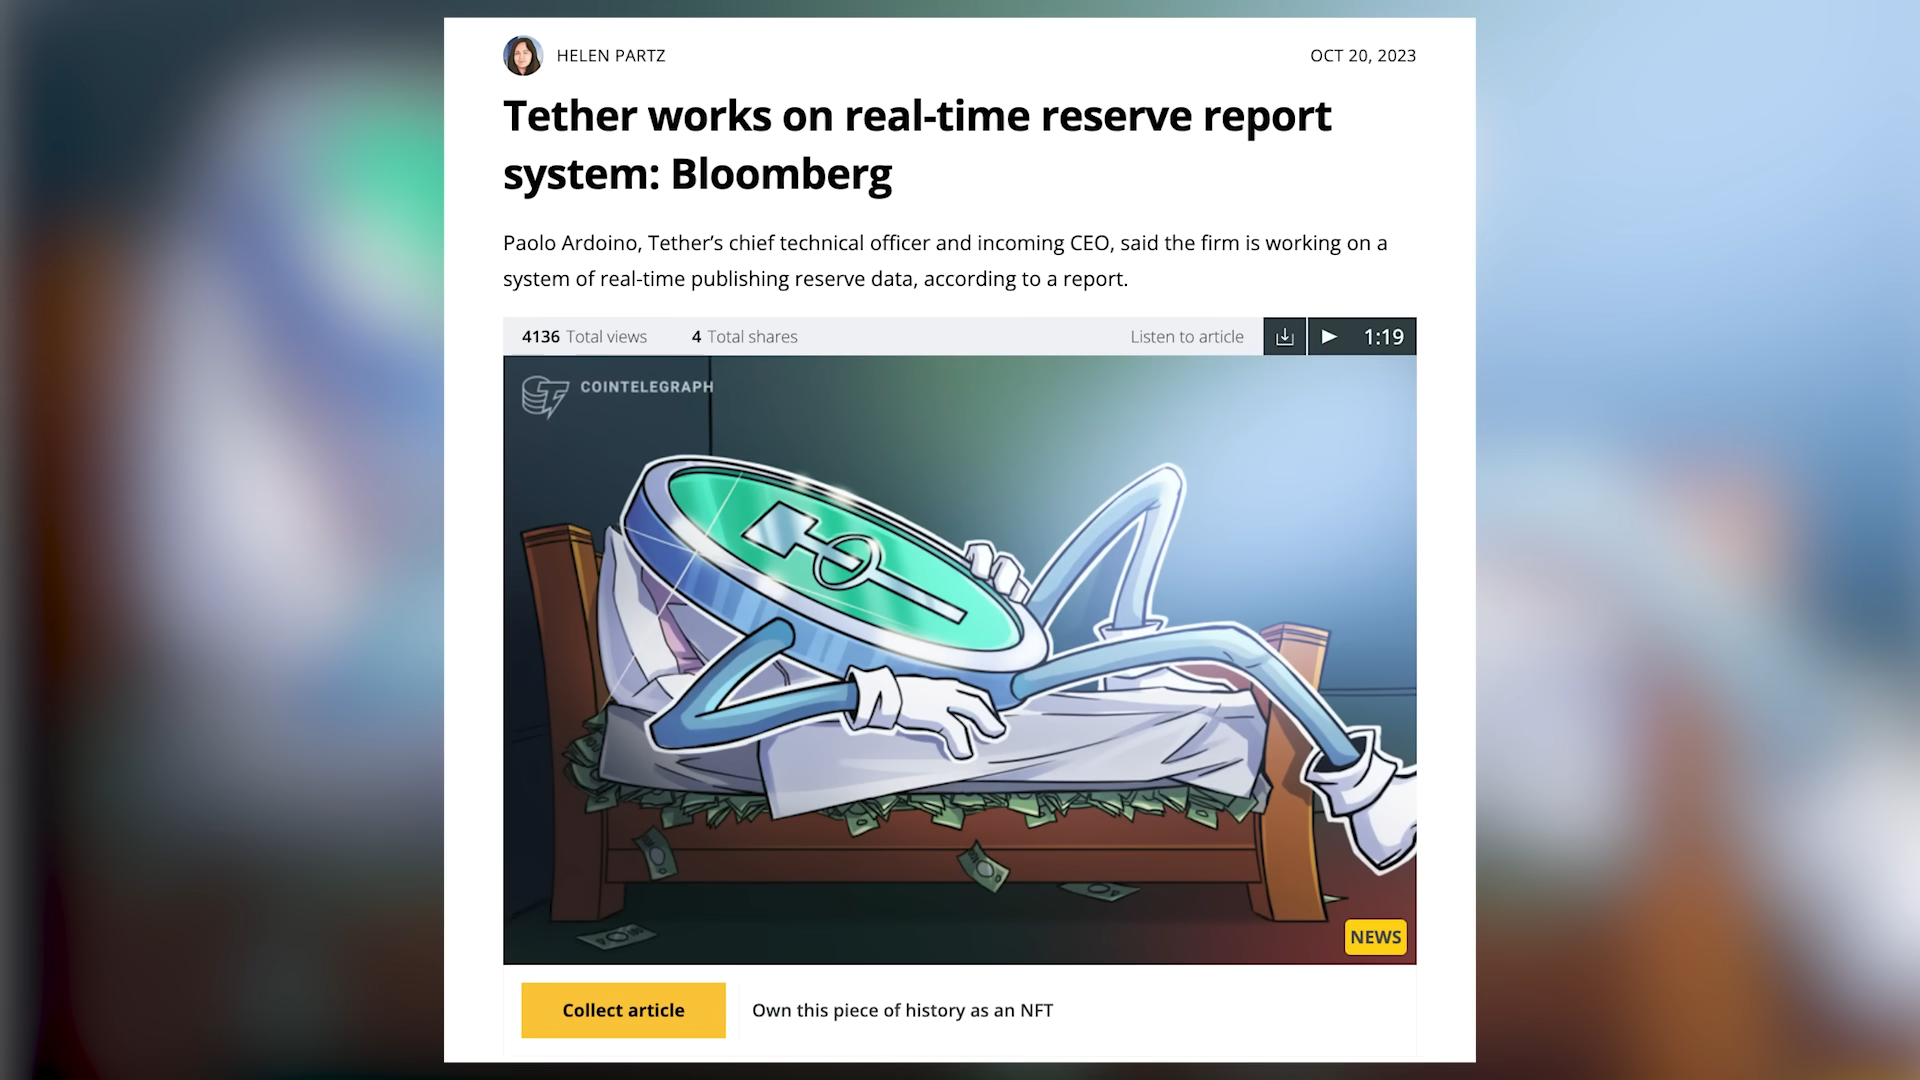 HELEN PARTZ
OCT 20, 2023
Tether works on real-time reserve report
system: Bloomberg
Paolo Ardoino, Tether’s chief technical officer and incoming CEO, said the firm is working on a
system of real-time publishing reserve data, according to a report.
4136 Total views 4 Total shares Listen to article 1:19
COINTELEGRAPH
NEWS
Collect article Own this piece of history as an NFT